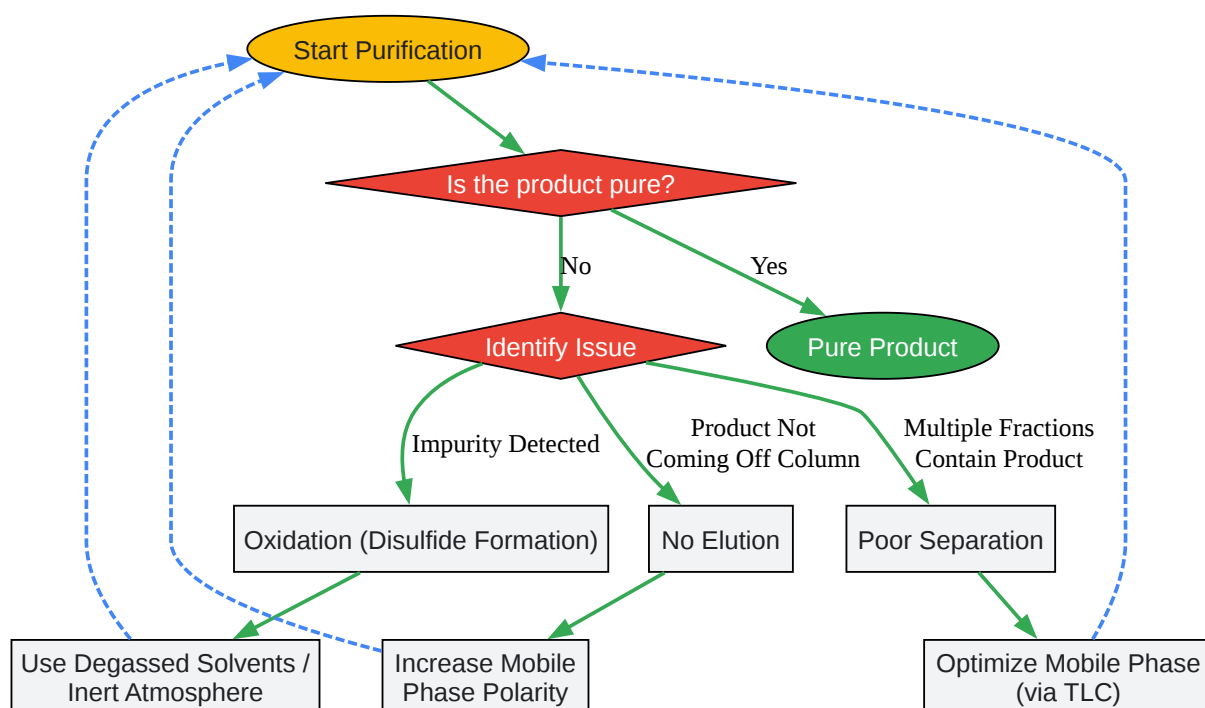 Start Purification
Is the product pure?
No
Yes
Identify Issue
Pure Product
Impurity Detected
Product Not
Coming Off Column
Multiple Fractions
Contain Product
Oxidation (Disulfide Formation)
No Elution
Poor Separation
Use Degassed Solvents /
Inert Atmosphere
Increase Mobile
Phase Polarity
Optimize Mobile Phase
(via TLC)